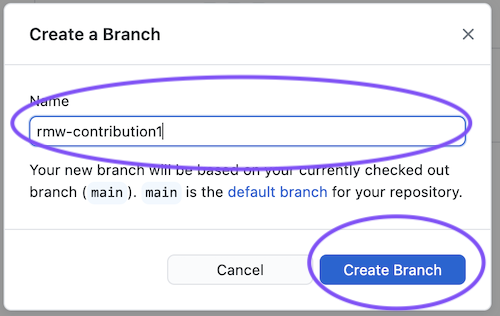 Create a Branch
Name
rmw-contribution1
Your new branch will be based on your currently checked out
branch (main). main is the default branch for your repository.
Cancel
Create Branch